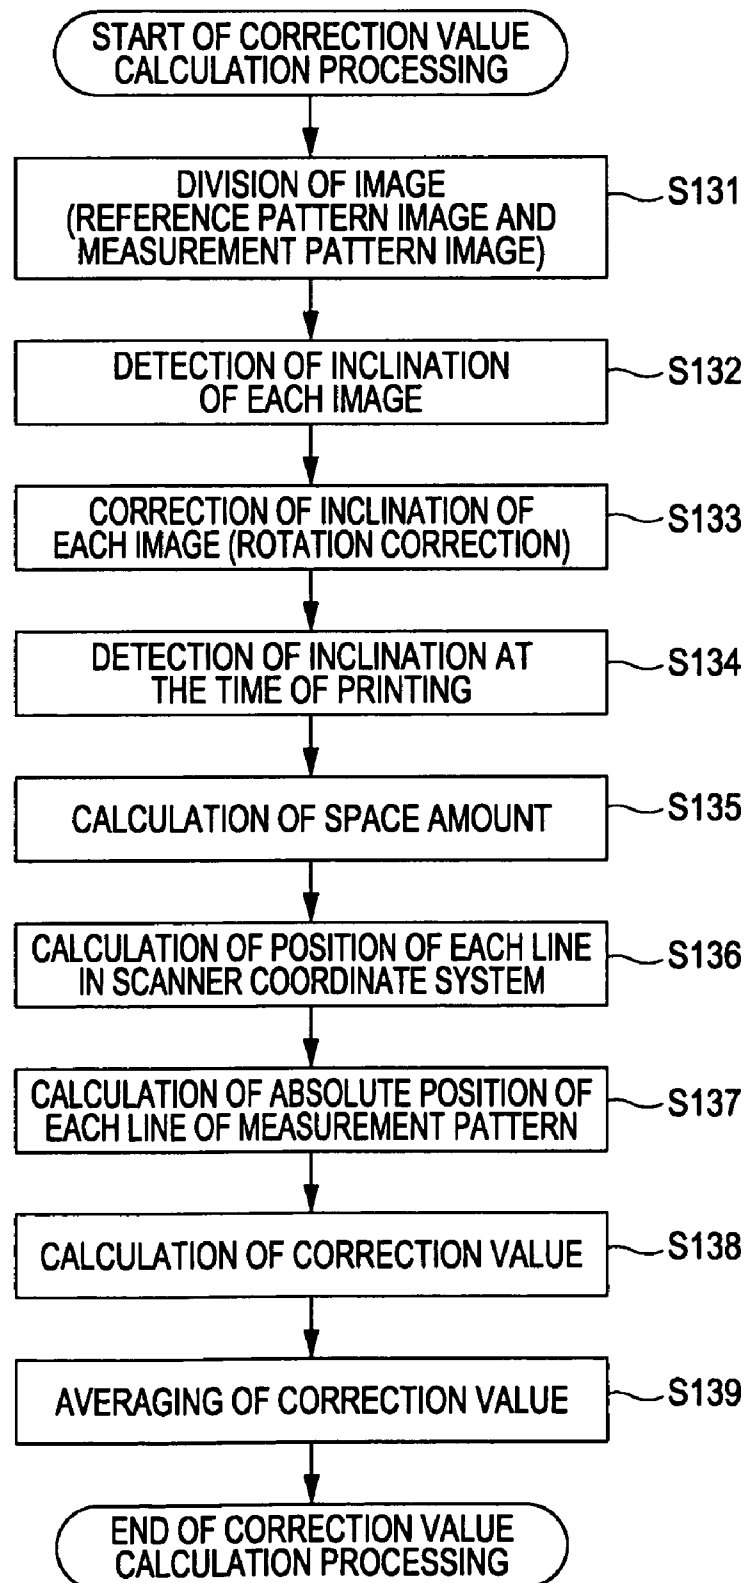 START OF CORRECTION VALUE
CALCULATION PROCESSING
DIVISION OF IMAGE
(REFERENCE PATTERN IMAGE AND
MEASUREMENT PATTERN IMAGE)
S131
DETECTION OF INCLINATION
OF EACH IMAGE
S132
CORRECTION OF INCLINATION OF
EACH IMAGE (ROTATION CORRECTION)
S133
DETECTION OF INCLINATION AT
THE TIME OF PRINTING
S134
CALCULATION OF SPACE AMOUNT
S135
CALCULATION OF POSITION OF EACH LINE
IN SCANNER COORDINATE SYSTEM
S136
CALCULATION OF ABSOLUTE POSITION OF
EACH LINE OF MEASUREMENT PATTERN
S137
CALCULATION OF CORRECTION VALUE
S138
AVERAGING OF CORRECTION VALUE
S139
END OF CORRECTION VALUE
CALCULATION PROCESSING